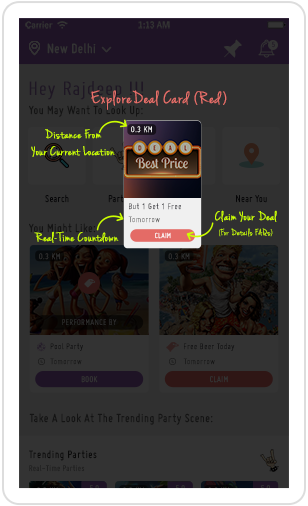 1:13 AM
New Delhi
Hey Rajdeep
You May Want To Look Up:
Explore Deal Card (Red)
0.3 KM
Distance From
Your Current Location
DEAL
Best Price
Search
Near You
But 1 Get 1 Free
Tomorrow
Real-Time Countdown
CLAIM
Claim Your Deal
(For Details FAQs)
You Might Like
0.3 KM
0.3 KM
PERFORMANCE BY
Pool Party
Tomorrow
BOOK
Free Beer Today
Tomorrow
CLAIM
Take A Look At The Trending Party Scene:
Trending Parties
Real-Time Parties